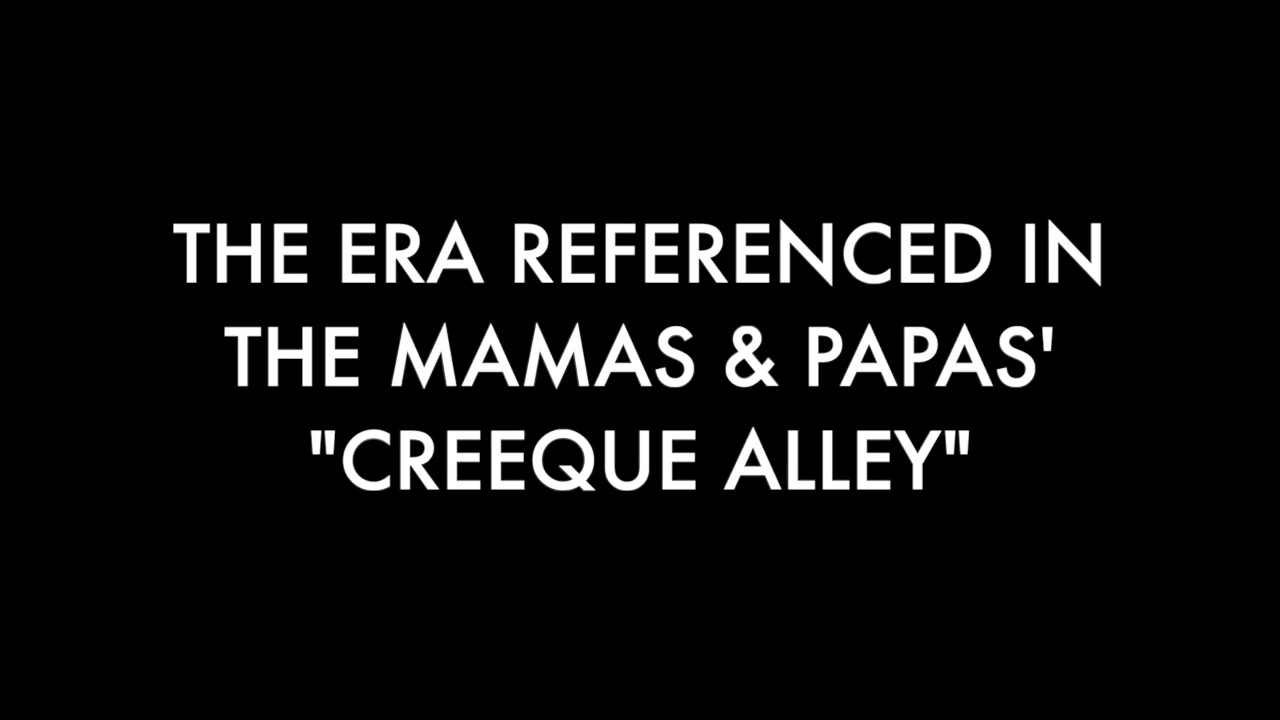 THE ERA REFERENCED IN
THE MAMAS & PAPAS'
"CREEQUE ALLEY"